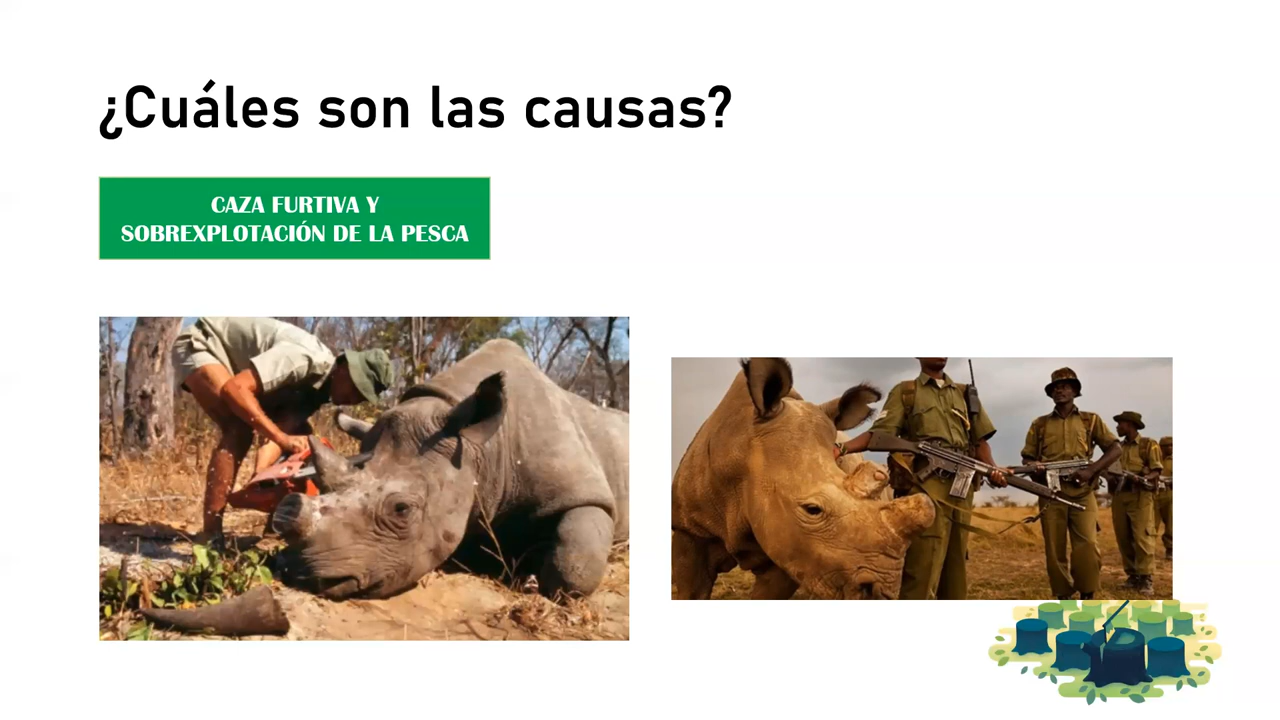 ¿Cuáles son las causas?
CAZA FURTIVA Y
SOBREXPLOTACIÓN DE LA PESCA